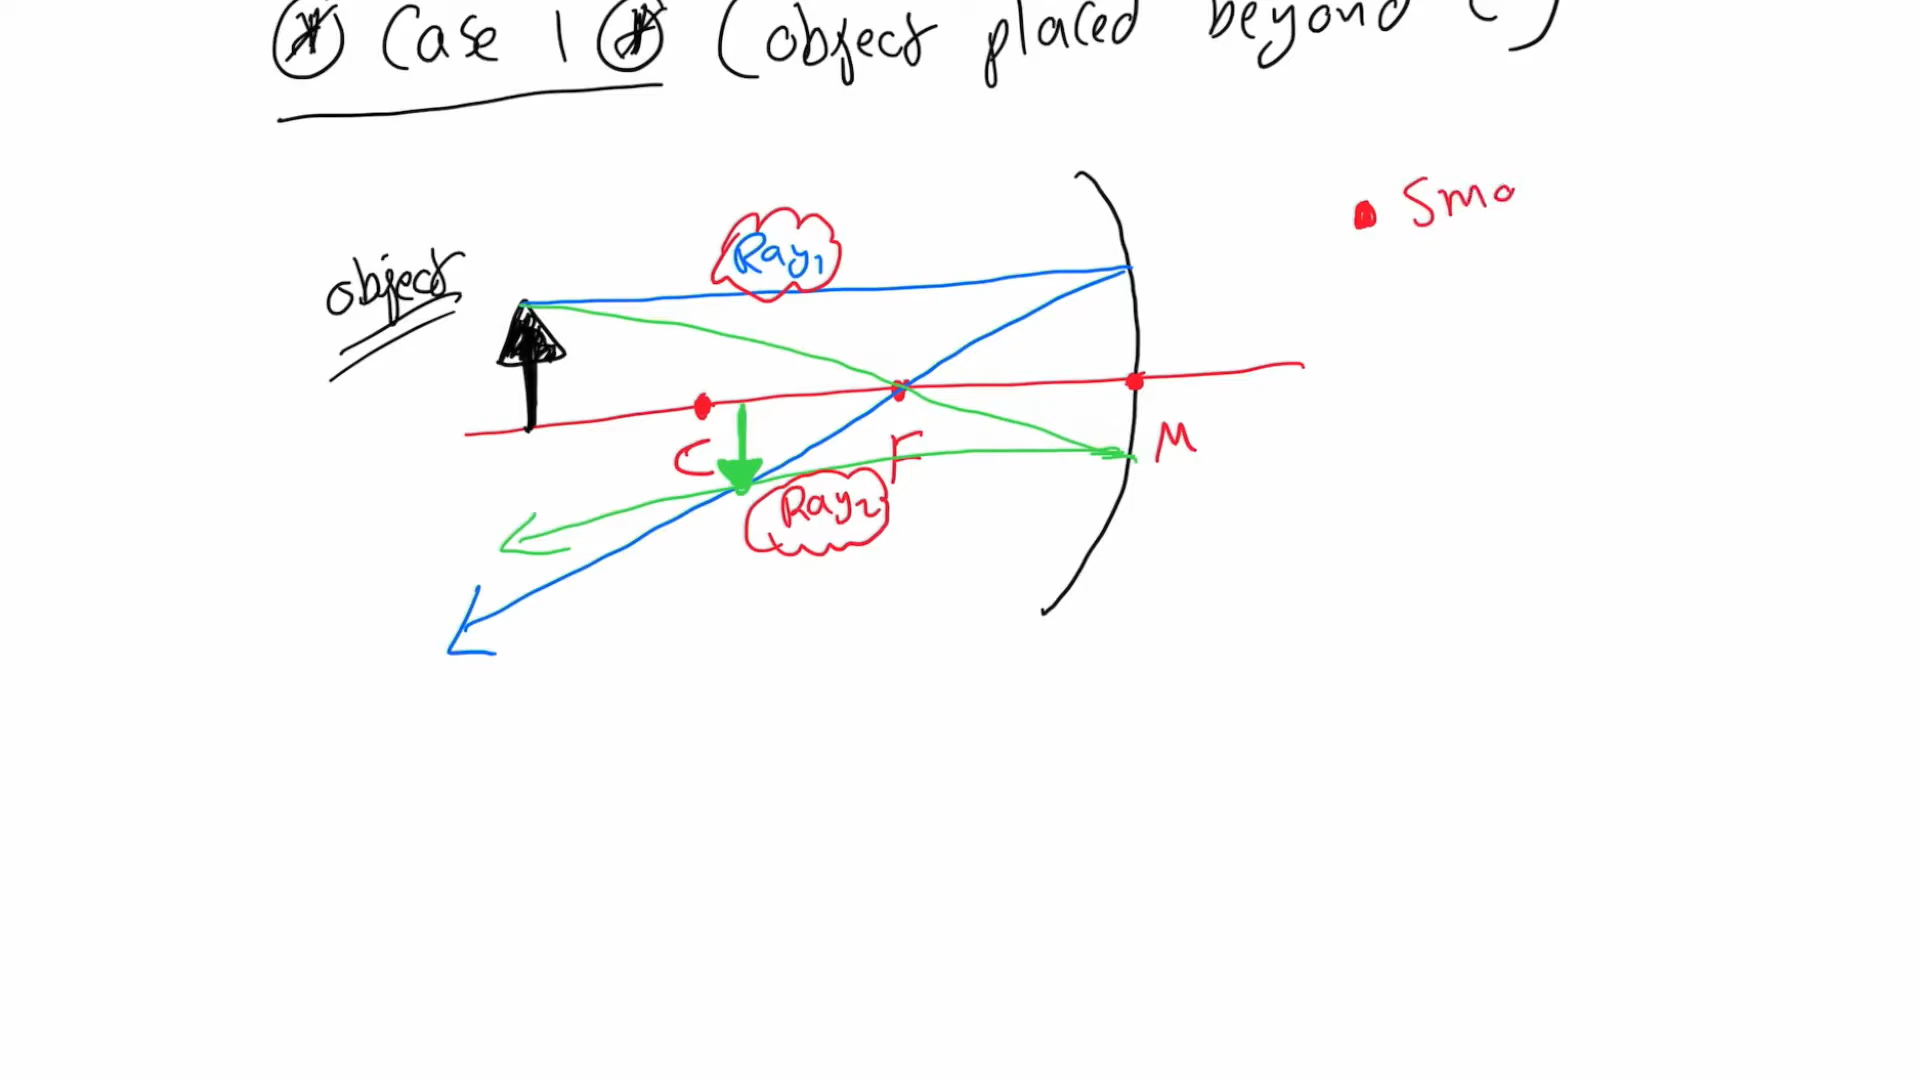 Case 1 (object placed beyond C)
Smo
Ray1
object
C
F
M
Ray2